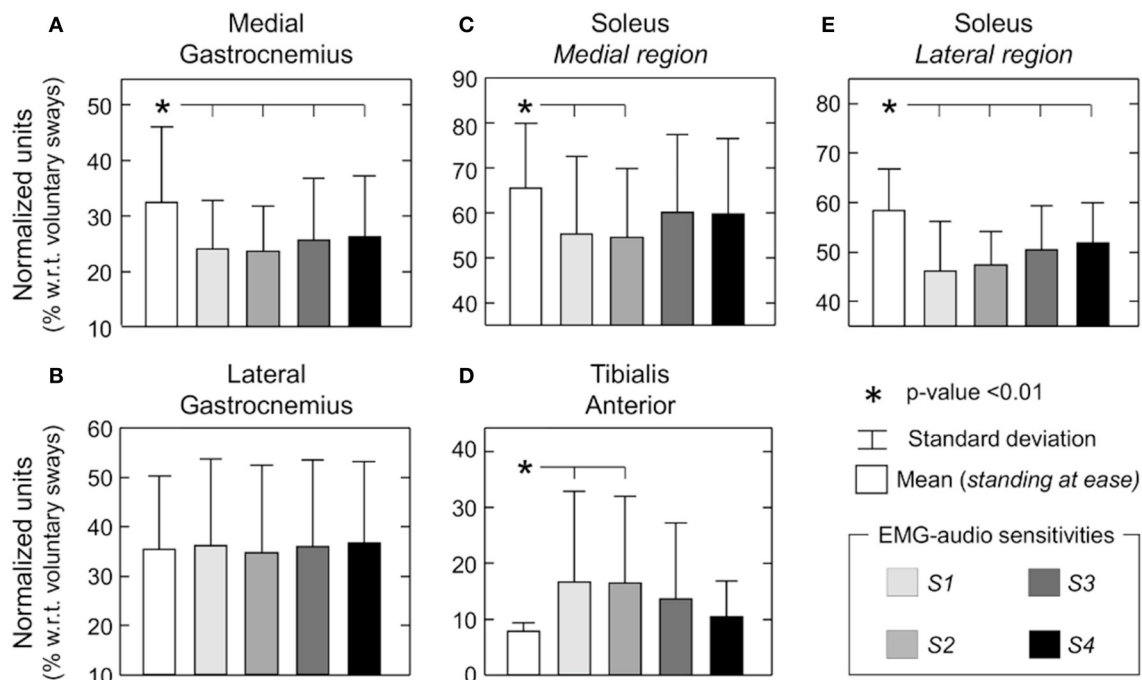 A
Medial
Gastrocnemius
Normalized units
(% w.r.t. voluntary sways)
50
40
30
20
10
*
C
Soleus
Medial region
90
80
70
60
50
40
*
E
Soleus
Lateral region
80
70
60
50
40
*
B
Lateral
Gastrocnemius
Normalized units
(% w.r.t. voluntary sways)
60
50
40
30
20
10
D
Tibialis
Anterior
40
30
20
10
0
*
* p-value <0.01
Standard deviation
Mean (standing at ease)
EMG-audio sensitivities
S1 S3
S2 S4